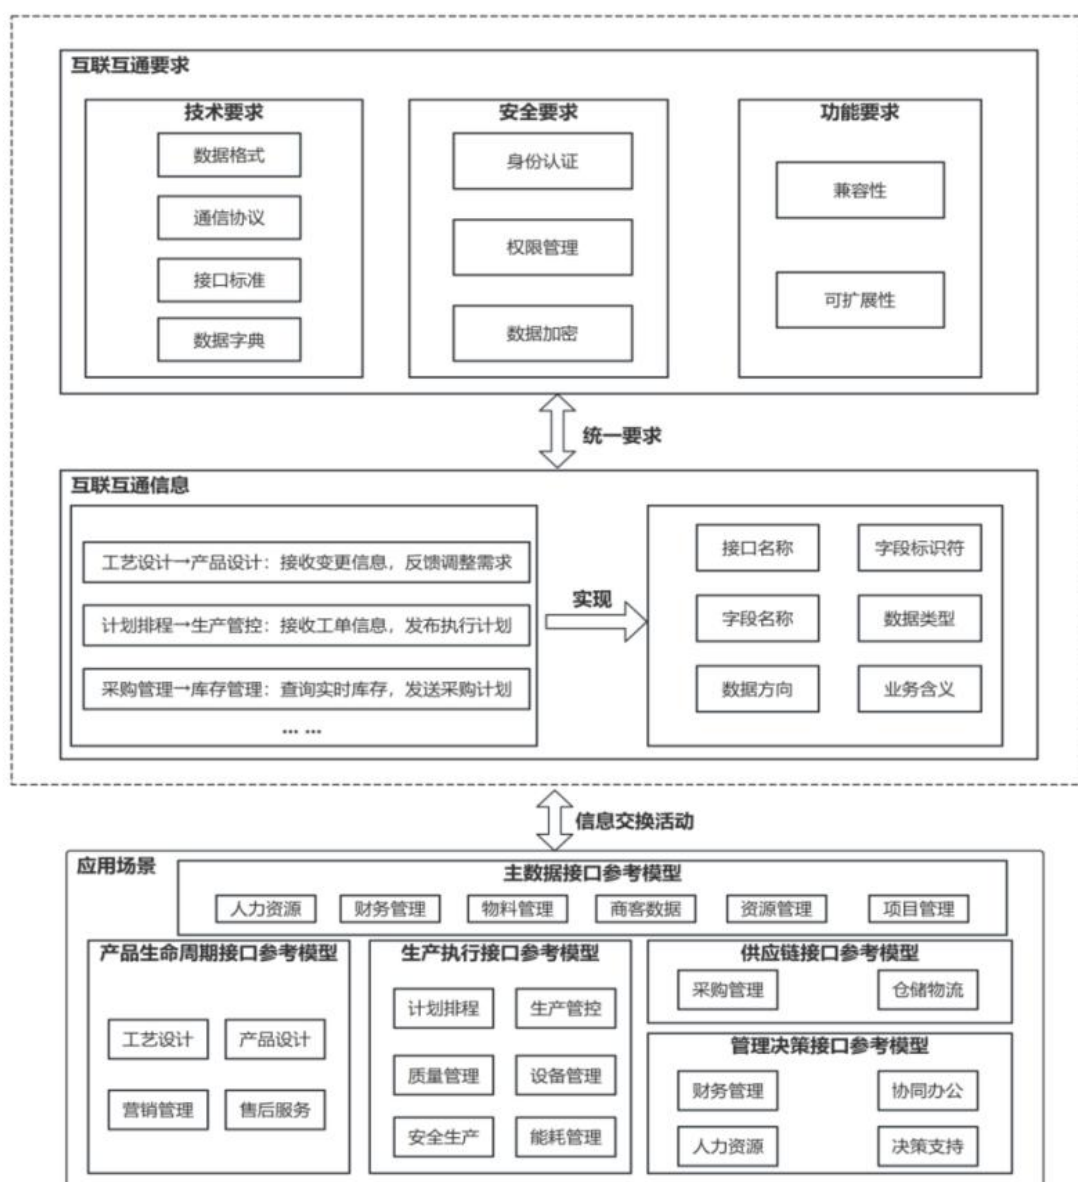 互联互通要求
技术要求
数据格式
通信协议
接口标准
数据字典
安全要求
身份认证
权限管理
数据加密
功能要求
兼容性
可扩展性
统一要求
互联互通信息
工艺设计→产品设计：接收变更信息，反馈调整需求
计划排程→生产管控：接收工单信息，发布执行计划
采购管理→库存管理：查询实时库存，发送采购计划
... ...
实现
接口名称
字段标识符
字段名称
数据类型
数据方向
业务含义
信息交换活动
应用场景
主数据接口参考模型
人力资源
财务管理
物料管理
商客数据
资源管理
项目管理
产品生命周期接口参考模型
工艺设计
产品设计
营销管理
售后服务
生产执行接口参考模型
计划排程
生产管控
质量管理
设备管理
安全生产
能耗管理
供应链接口参考模型
采购管理
仓储物流
管理决策接口参考模型
财务管理
协同办公
人力资源
决策支持